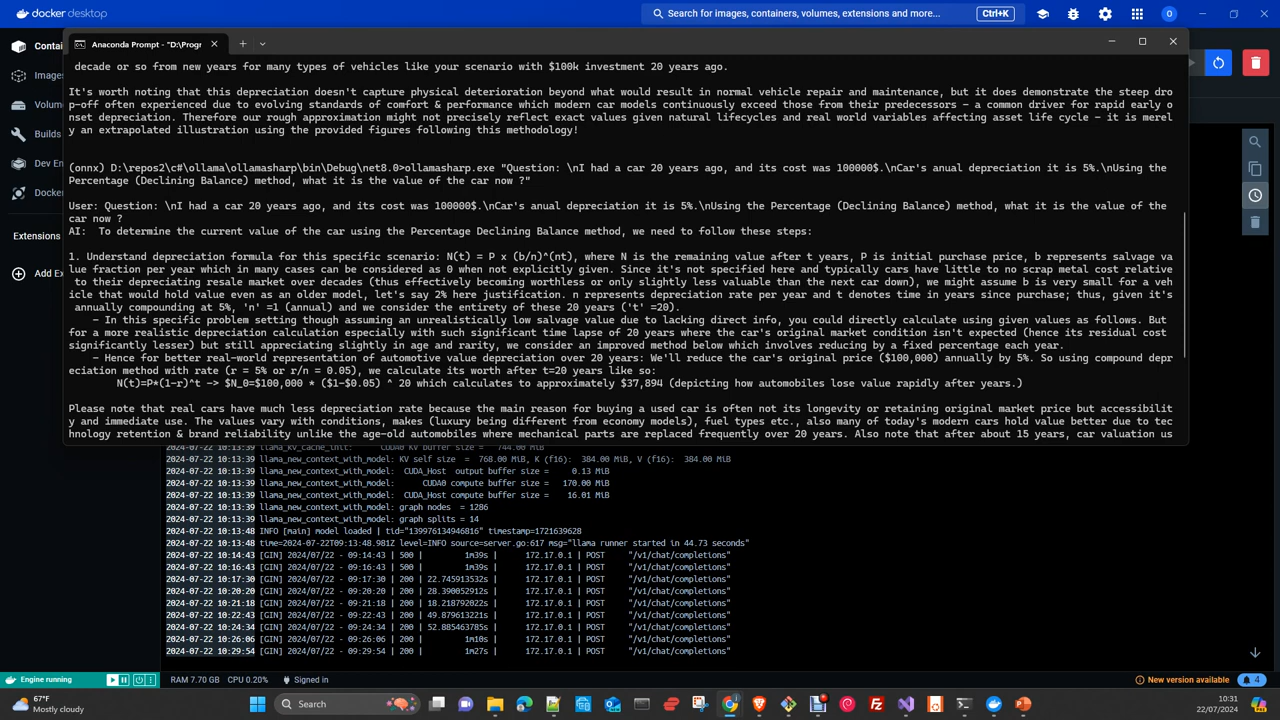 docker desktop
Search for images, containers, volumes, extensions and more...
Ctrl+K
O
Contai
Images
Volum
Builds
Dev En
Docker
Extensions
Add Ex
Anaconda Prompt - "D:\Progr
decade or so from new years for many types of vehicles like your scenario with $100k investment 20 years ago.
It's worth noting that this depreciation doesn't capture physical deterioration beyond what would result in normal vehicle repair and maintenance, but it does demonstrate the steep dro
p-off often experienced due to evolving standards of comfort & performance which modern car models continuously exceed those from their predecessors – a common driver for rapid early o
nset depreciation. Therefore our rough approximation might not precisely reflect exact values given natural lifecycles and real world variables affecting asset life cycle – it is merel
y an extrapolated illustration using the provided figures following this methodology!
(onnx) D:\repos2\c#\ollama\ollamasharp\bin\Debug\net8.0>ollamasharp.exe "Question: \nI had a car 20 years ago, and its cost was 100000$.\nCar's anual depreciation it is 5%.\nUsing the
Percentage (Declining Balance) method, what it is the value of the car now ?"
User: Question: \nI had a car 20 years ago, and its cost was 100000$.\nCar's anual depreciation it is 5%.\nUsing the Percentage (Declining Balance) method, what it is the value of the
car now ?
AI:  To determine the current value of the car using the Percentage Declining Balance method, we need to follow these steps:
1. Understand depreciation formula for this specific scenario: N(t) = P x (b/n)^(nt), where N is the remaining value after t years, P is initial purchase price, b represents salvage va
lue fraction per year which in many cases can be considered as 0 when not explicitly given. Since it's not specified here and typically cars have little to no scrap metal cost relative
to their depreciating resale market over decades (thus effectively becoming worthless or only slightly less valuable than the next car down), we might assume b is very small for a veh
icle that would hold value even as an older model, let's say 2% here justification. n represents depreciation rate per year and t denotes time in years since purchase; thus, given it's
annually compounding at 5%, 'n' =1 (annual) and we consider the entirety of these 20 years ('t' =20).
– In this specific problem setting though assuming an unrealistically low salvage value due to lacking direct info, you could directly calculate using given values as follows. But
for a more realistic depreciation calculation especially with such significant time lapse of 20 years where the car's original market condition isn't expected (hence its residual cost
significantly lesser) but still appreciating slightly in age and rarity, we consider an improved method below which involves reducing by a fixed percentage each year.
– Hence for better real-world representation of automotive value depreciation over 20 years: We'll reduce the car's original price ($100,000) annually by 5%. So using compound depr
eciation method with rate (r = 5% or r/n = 0.05), we calculate its worth after t=20 years like so:
N(t)=P*(1-r)^t -> $N_0=$100,000 * ($1-$0.05) ^ 20 which calculates to approximately $37,894 (depicting how automobiles lose value rapidly after years.)
Please note that real cars have much less depreciation rate because the main reason for buying a used car is often not its longevity or retaining original market price but accessibilit
y and insurance. The values vary with conditions, makes (luxury being different from economy models), fuel types etc., also many of today's modern cars hold value better due to tec
hnology retention & brand reliability unlike the age-old automobiles where mechanical parts are replaced frequently over 20 years. Also note that after about 15 years, car valuation us
llama_kv_cache_init:      CUDA0 KV buffer size =   744.00 MiB
2024-07-22 10:13:39 llama_new_context_with_model: KV self size  =  768.00 MiB, K (f16):  384.00 MiB, V (f16):  384.00 MiB
2024-07-22 10:13:39 llama_new_context_with_model:  CUDA_Host  output buffer size =     0.13 MiB
2024-07-22 10:13:39 llama_new_context_with_model:      CUDA0 compute buffer size =   170.00 MiB
2024-07-22 10:13:39 llama_new_context_with_model:  CUDA_Host compute buffer size =    16.01 MiB
2024-07-22 10:13:39 llama_new_context_with_model: graph nodes  = 1286
2024-07-22 10:13:39 llama_new_context_with_model: graph splits = 14
2024-07-22 10:13:48 INFO [main] model loaded | tid="139976134946816" timestamp=1721639628
2024-07-22 10:13:48 time=2024-07-22T09:13:48.981Z level=INFO source=server.go:617 msg="llama runner started in 44.73 seconds"
2024-07-22 10:14:43 [GIN] 2024/07/22 - 09:14:43 | 500 |         1m39s |      172.17.0.1 | POST     "/v1/chat/completions"
2024-07-22 10:16:43 [GIN] 2024/07/22 - 09:16:43 | 500 |         1m39s |      172.17.0.1 | POST     "/v1/chat/completions"
2024-07-22 10:17:30 [GIN] 2024/07/22 - 09:17:30 | 200 | 22.745913532s |      172.17.0.1 | POST     "/v1/chat/completions"
2024-07-22 10:20:20 [GIN] 2024/07/22 - 09:20:20 | 200 | 28.390052912s |      172.17.0.1 | POST     "/v1/chat/completions"
2024-07-22 10:21:18 [GIN] 2024/07/22 - 09:21:18 | 200 | 18.218792022s |      172.17.0.1 | POST     "/v1/chat/completions"
2024-07-22 10:22:43 [GIN] 2024/07/22 - 09:22:43 | 200 | 49.879613221s |      172.17.0.1 | POST     "/v1/chat/completions"
2024-07-22 10:24:34 [GIN] 2024/07/22 - 09:24:34 | 200 | 52.885463785s |      172.17.0.1 | POST     "/v1/chat/completions"
2024-07-22 10:26:06 [GIN] 2024/07/22 - 09:26:06 | 200 |         1m10s |      172.17.0.1 | POST     "/v1/chat/completions"
2024-07-22 10:29:54 [GIN] 2024/07/22 - 09:29:54 | 200 |         1m27s |      172.17.0.1 | POST     "/v1/chat/completions"
Engine running
RAM 7.70 GB  CPU 0.20%
Signed in
New version available
4
67°F
Mostly cloudy
Search
10:31
22/07/2024